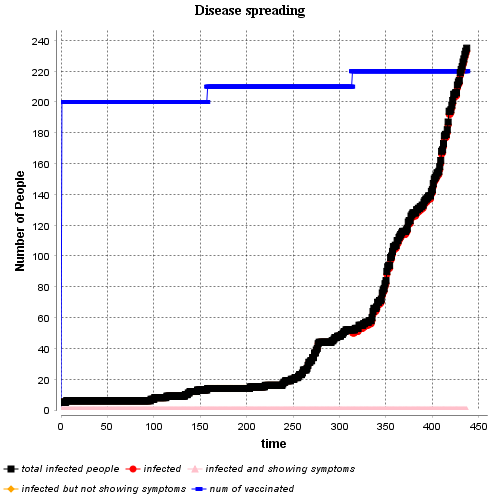 Disease spreading
Number of People
240
220
200
180
160
140
120
100
80
60
40
20
0
0 50 100 150 200 250 300 350 400 450
time
total infected people infected infected and showing symptoms
infected but not showing symptoms num of vaccinated